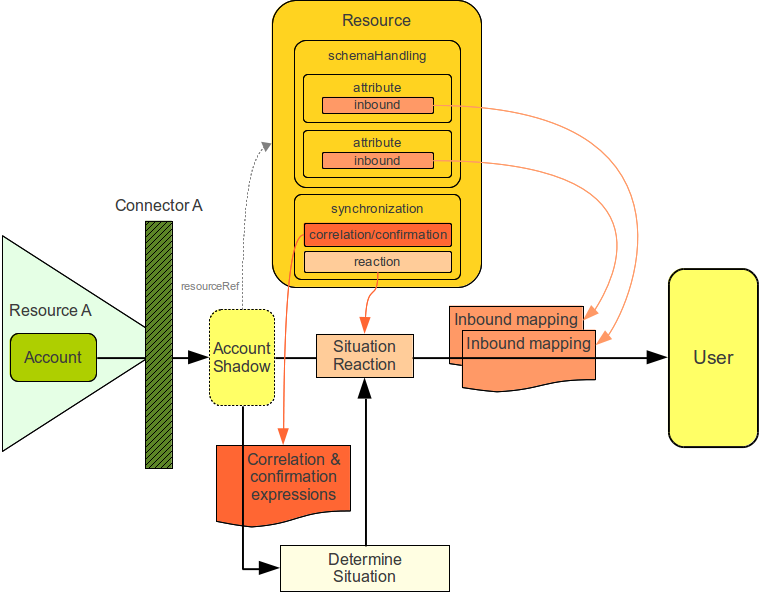 Resource
schemaHandling
attribute
inbound
attribute
inbound
synchronization
correlation/confirmation
reaction
Connector A
resourceRef
Resource A
Account
Account
Shadow
Situation
Reaction
Inbound mapping
Inbound mapping
User
Correlation &
confirmation
expressions
Determine
Situation